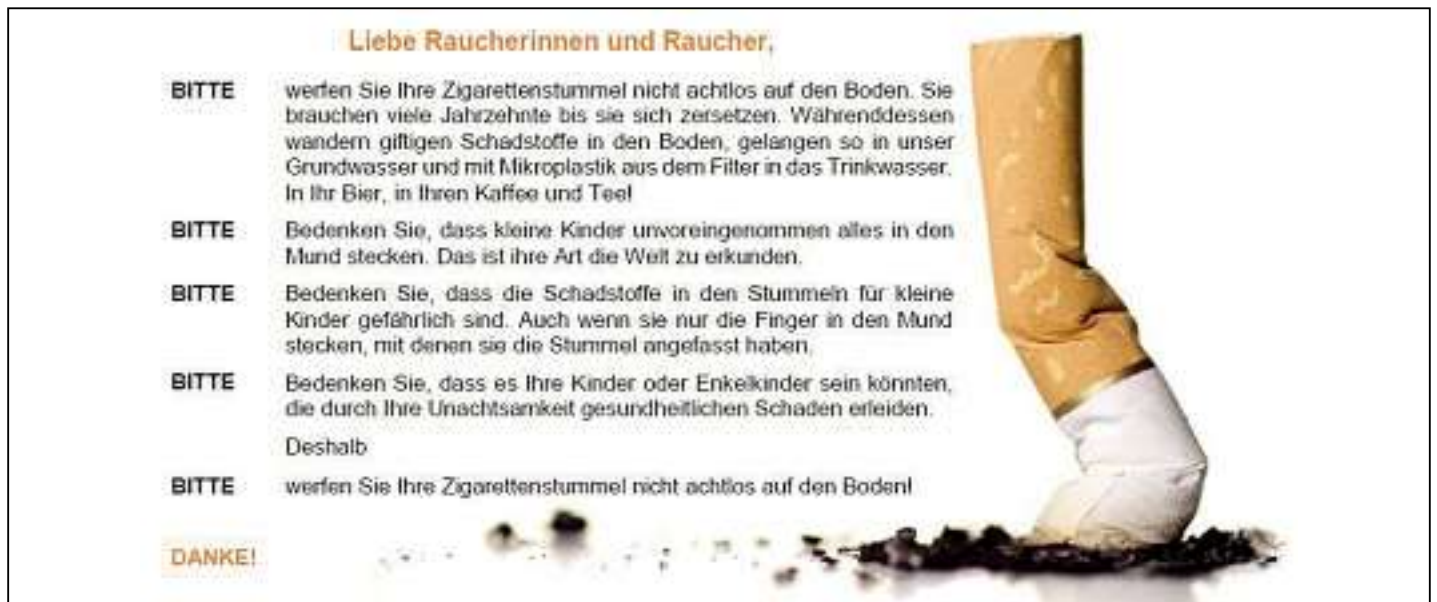 Liebe Raucherinnen und Raucher,
BITTE werfen Sie Ihre Zigarettenstummel nicht achtlos auf den Boden. Sie
brauchen viele Jahrzehnte bis sie sich zersetzen. Währenddessen
wandern giftigen Schadstoffe in den Boden, gelangen so in unser
Grundwasser und mit Mikroplastik aus dem Filter in das Trinkwasser.
In Ihr Bier, in Ihren Kaffee und Tee!
BITTE Bedenken Sie, dass kleine Kinder unvoreingenommen alles in den
Mund stecken. Das ist ihre Art die Welt zu erkunden.
BITTE Bedenken Sie, dass die Schadstoffe in den Stummeln für kleine
Kinder gefährlich sind. Auch wenn sie nur die Finger in den Mund
stecken, mit denen sie die Stummel angefasst haben.
BITTE Bedenken Sie, dass es Ihre Kinder oder Enkelkinder sein könnten,
die durch Ihre Unachtsamkeit gesundheitlichen Schaden erleiden.
Deshalb
BITTE werfen Sie Ihre Zigarettenstummel nicht achtlos auf den Boden!
DANKE!